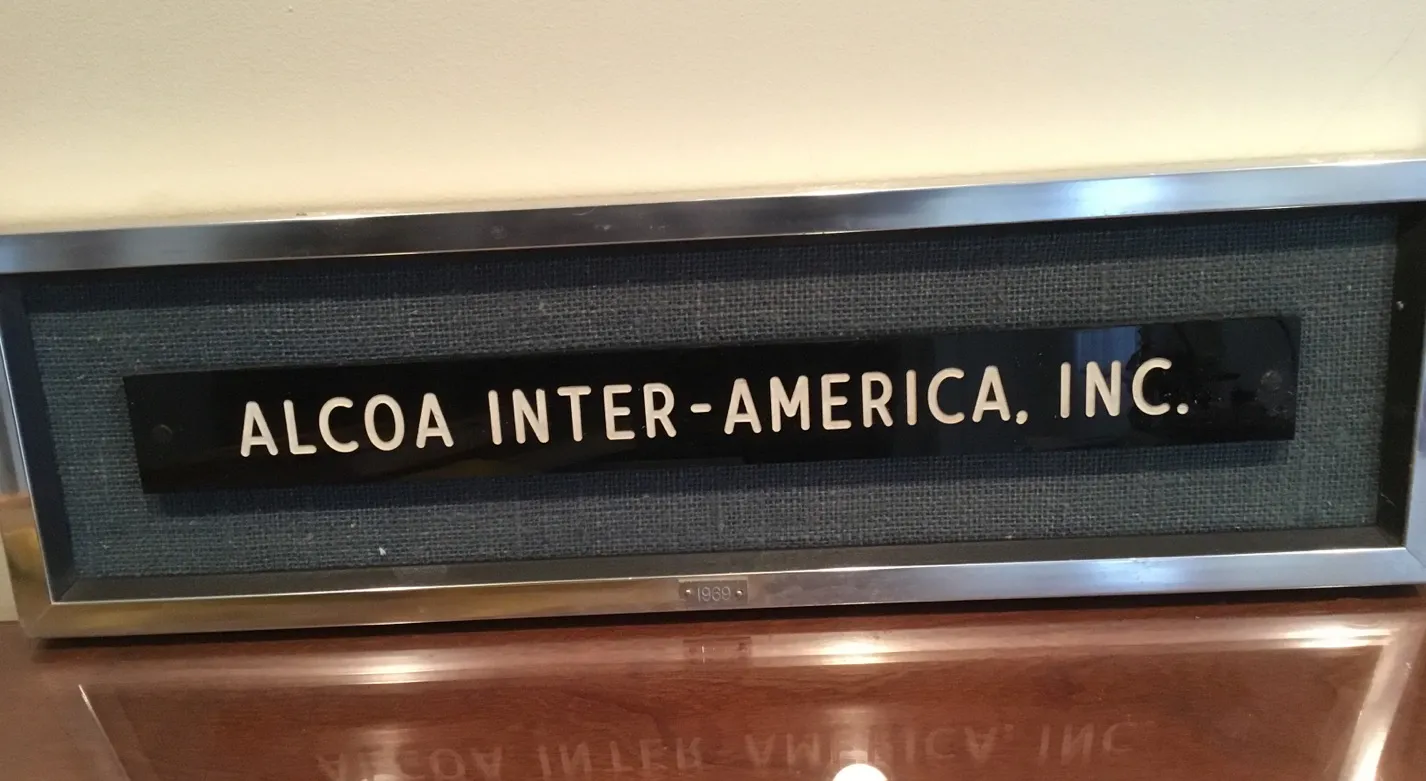 ALCOA INTER-AMERICA, INC.
1969